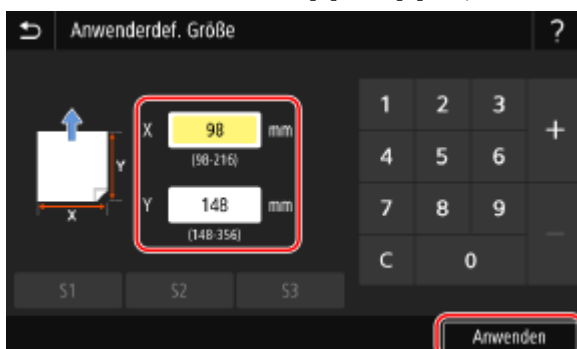 Anwenderdef. Größe
?
X 98 mm
(98-216)
Y 148 mm
(148-356)
Y
X
1 2 3
+
4 5 6
7 8 9
C 0
S1 S2 S3
Anwenden